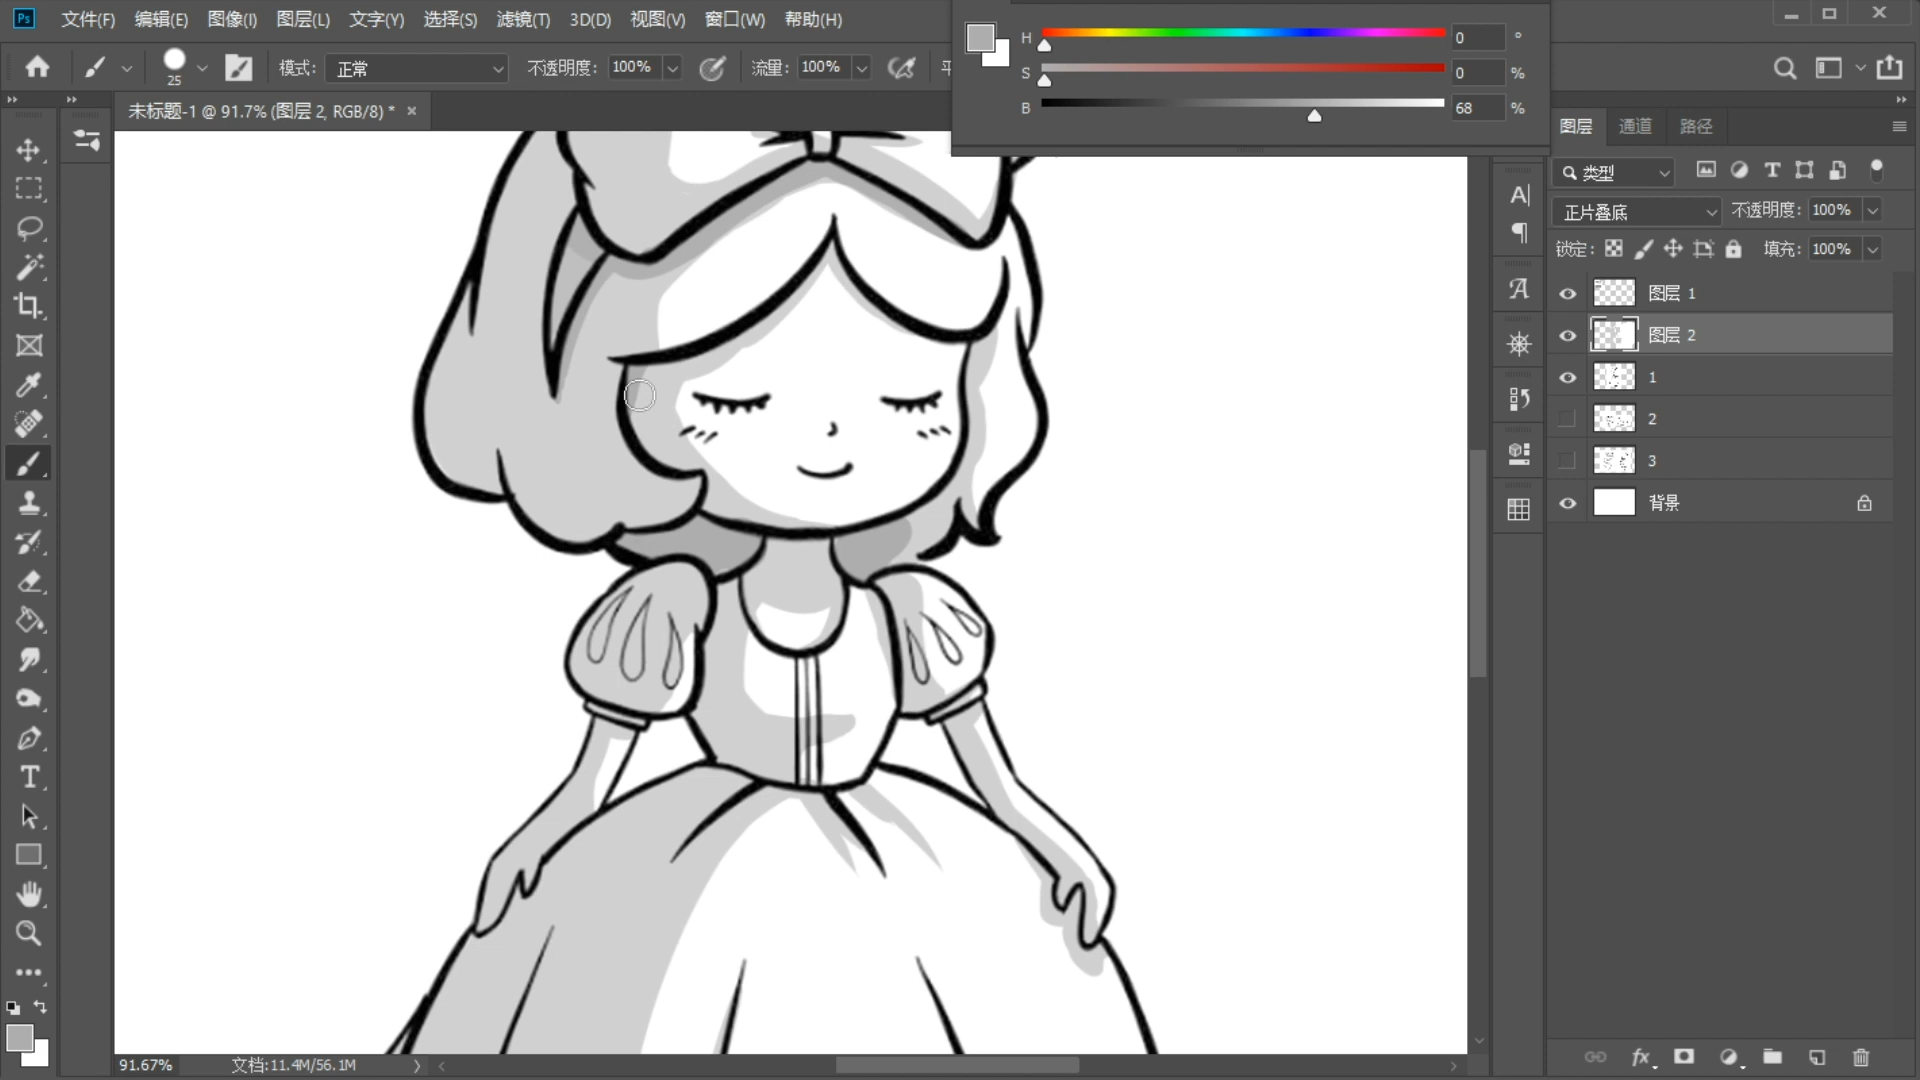 Ps 文件(F) 编辑(E) 图像(I) 图层(L) 文字(Y) 选择(S) 滤镜(T) 3D(D) 视图(V) 窗口(W) 帮助(H)
25 模式: 正常 不透明度: 100% 流量: 100% 平
H 0 °
S 0 %
B 68 %
未标题-1 @ 91.7% (图层 2, RGB/8) * ×
图层 通道 路径
类型
正片叠底 不透明度: 100%
锁定: 填充: 100%
图层 1
图层 2
1
2
3
背景
91.67% 文档:11.4M/56.1M
fx